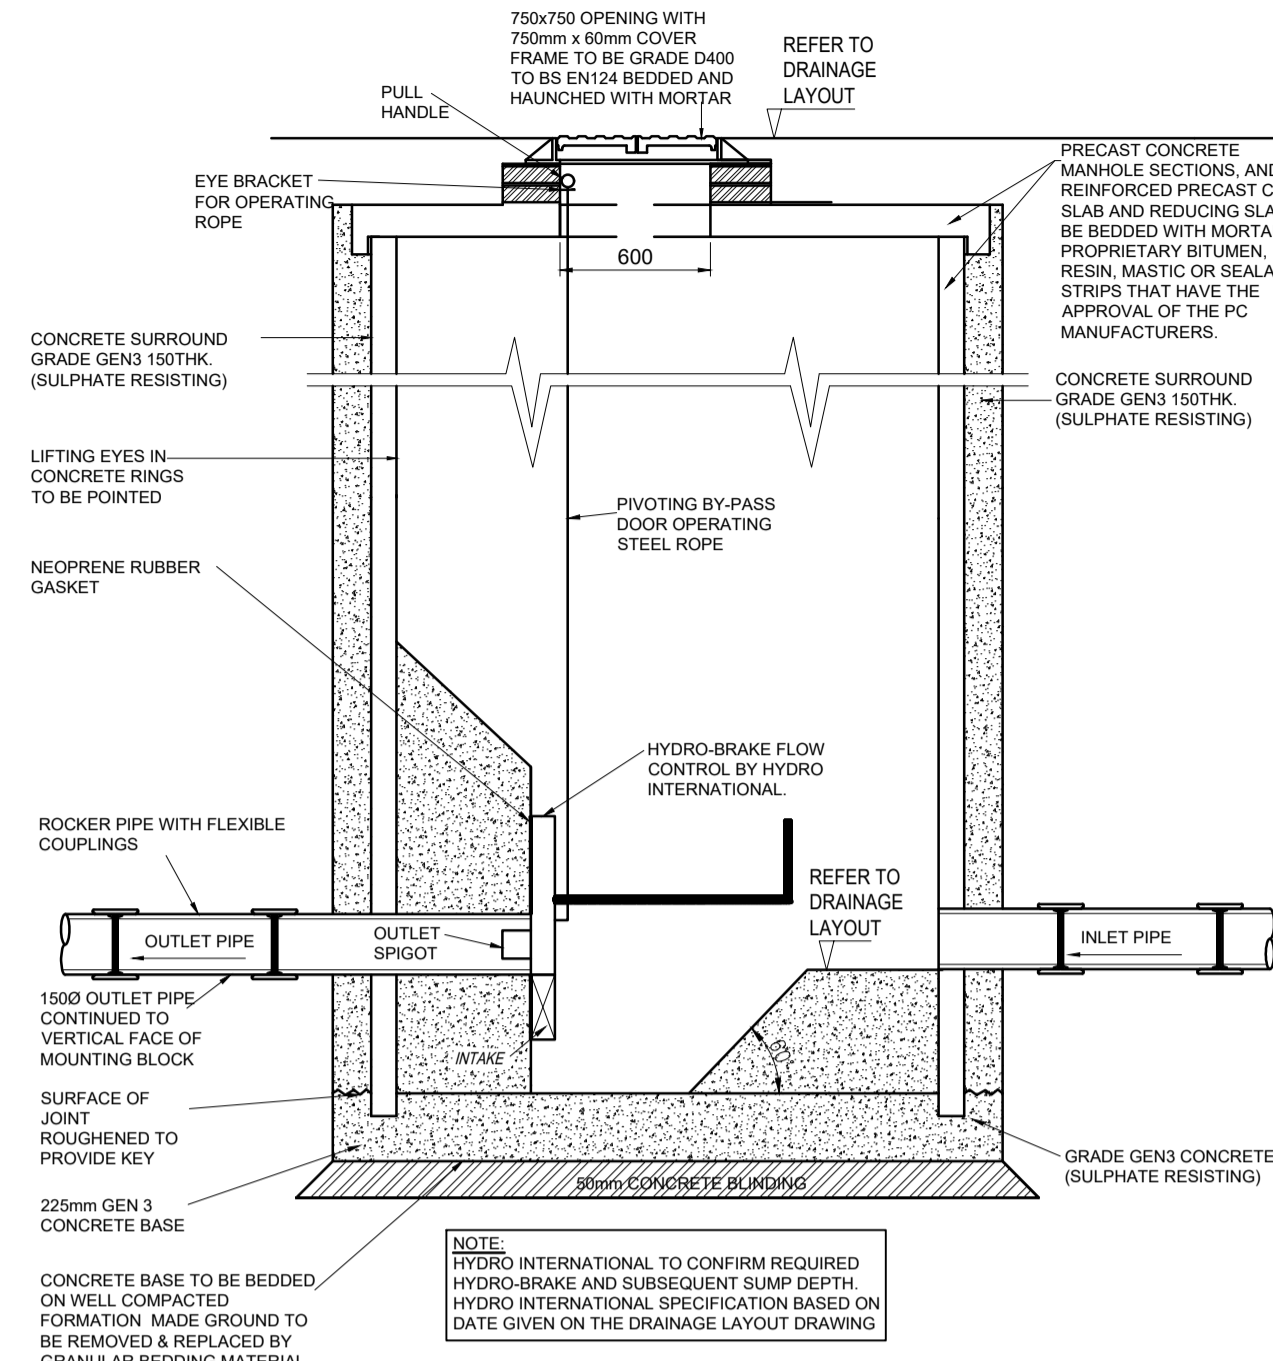 750x750 OPENING WITH
750mm x 60mm COVER
FRAME TO BE GRADE D400
TO BS EN124 BEDDED AND
HAUNCHED WITH MORTAR
REFER TO
DRAINAGE
LAYOUT
PULL
HANDLE
EYE BRACKET
FOR OPERATING
ROPE
PRECAST CONCRETE
MANHOLE SECTIONS, AND
REINFORCED PRECAST C
SLAB AND REDUCING SLA
BE BEDDED WITH MORTA
PROPRIETARY BITUMEN,
RESIN, MASTIC OR SEALA
STRIPS THAT HAVE THE
APPROVAL OF THE PC
MANUFACTURERS.
600
CONCRETE SURROUND
GRADE GEN3 150THK.
(SULPHATE RESISTING)
CONCRETE SURROUND
GRADE GEN3 150THK.
(SULPHATE RESISTING)
LIFTING EYES IN
CONCRETE RINGS
TO BE POINTED
PIVOTING BY-PASS
DOOR OPERATING
STEEL ROPE
NEOPRENE RUBBER
GASKET
HYDRO-BRAKE FLOW
CONTROL BY HYDRO
INTERNATIONAL.
ROCKER PIPE WITH FLEXIBLE
COUPLINGS
REFER TO
DRAINAGE
LAYOUT
OUTLET PIPE
OUTLET
SPIGOT
INLET PIPE
150Ø OUTLET PIPE
CONTINUED TO
VERTICAL FACE OF
MOUNTING BLOCK
INTAKE
60°
SURFACE OF
JOINT
ROUGHENED TO
PROVIDE KEY
GRADE GEN3 CONCRETE
(SULPHATE RESISTING)
50mm CONCRETE BLINDING
225mm GEN 3
CONCRETE BASE
NOTE:
HYDRO INTERNATIONAL TO CONFIRM REQUIRED
HYDRO-BRAKE AND SUBSEQUENT SUMP DEPTH.
HYDRO INTERNATIONAL SPECIFICATION BASED ON
DATE GIVEN ON THE DRAINAGE LAYOUT DRAWING
CONCRETE BASE TO BE BEDDED
ON WELL COMPACTED
FORMATION MADE GROUND TO
BE REMOVED & REPLACED BY
GRANULAR BEDDING MATERIAL